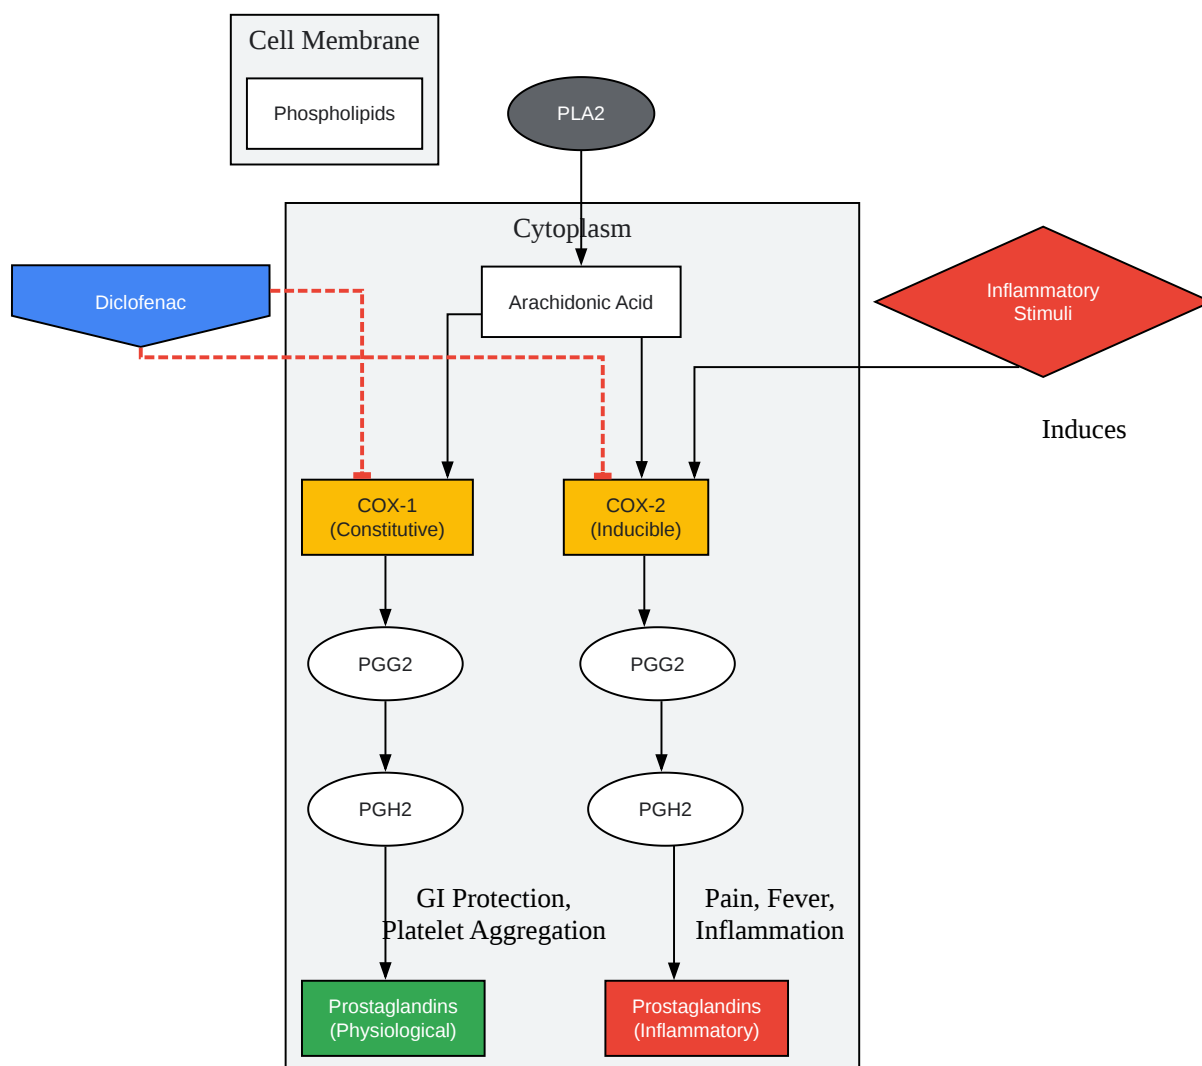 Cell Membrane
Phospholipids
PLA2
Cytoplasm
Diclofenac
Arachidonic Acid
Inflammatory
Stimuli
Induces
COX-1
(Constitutive)
COX-2
(Inducible)
PGG2
PGG2
PGH2
PGH2
GI Protection,
Platelet Aggregation
Pain, Fever,
Inflammation
Prostaglandins
(Physiological)
Prostaglandins
(Inflammatory)